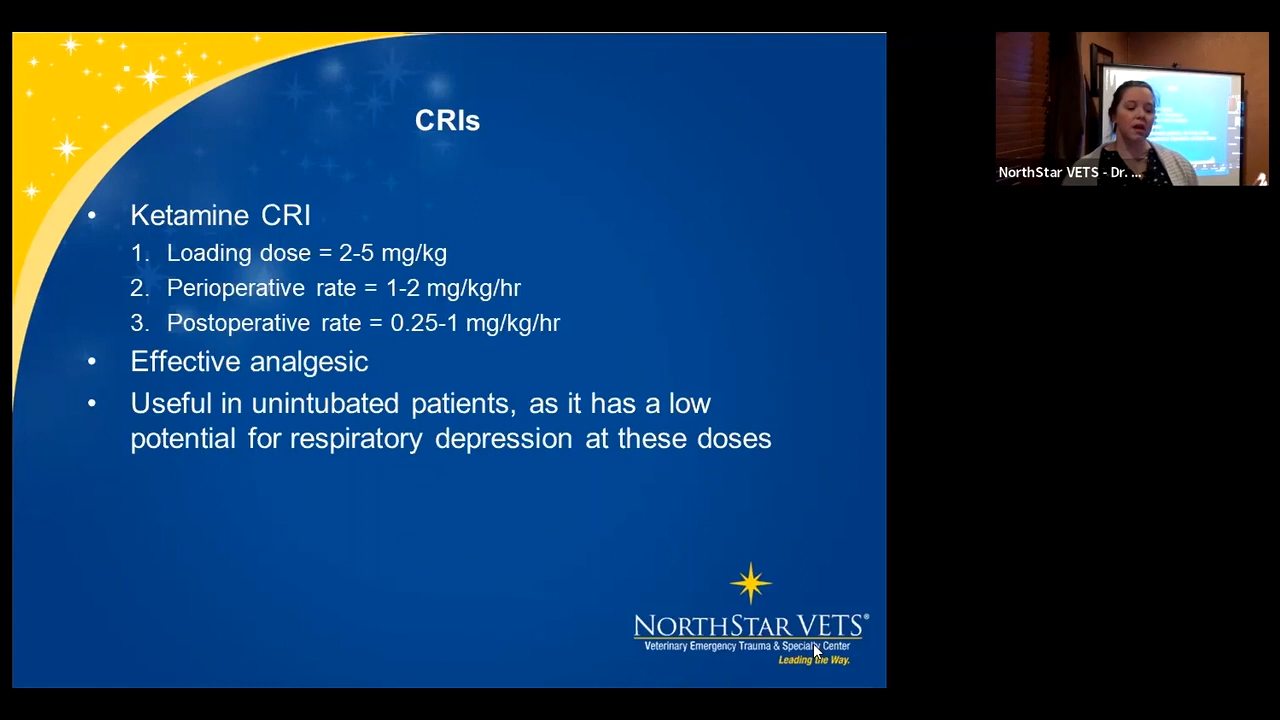 CRIs
• Ketamine CRI
1. Loading dose = 2-5 mg/kg
2. Perioperative rate = 1-2 mg/kg/hr
3. Postoperative rate = 0.25-1 mg/kg/hr
• Effective analgesic
• Useful in unintubated patients, as it has a low
potential for respiratory depression at these doses
NORTHSTAR VETS®
Veterinary Emergency Trauma & Specialty Center
Leading the Way.
NorthStar VETS - Dr. ...